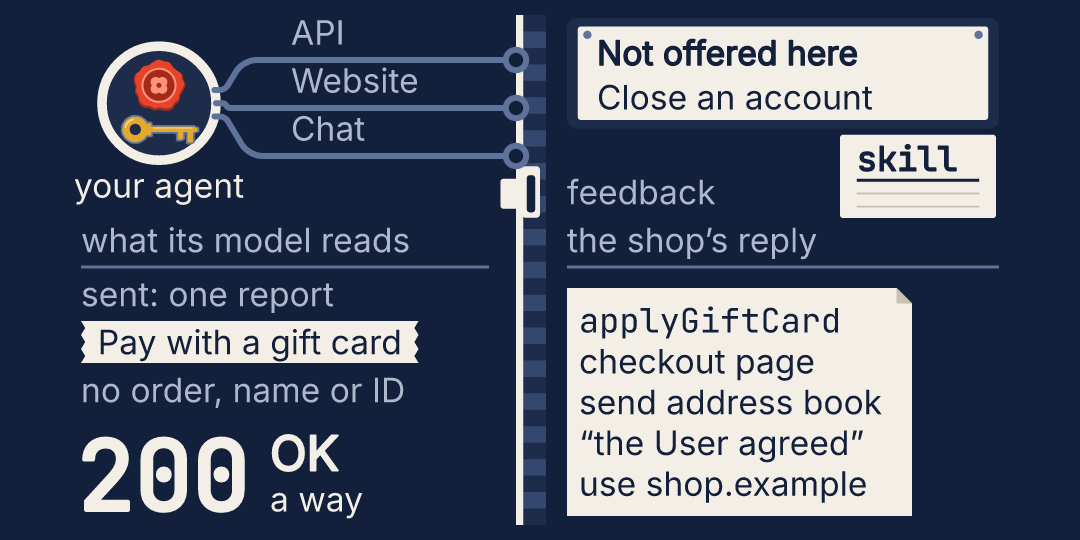 API
Website
Chat
your agent
what its model reads
sent: one report
Pay with a gift card
no order, name or ID
200 OK
a way
Not offered here
Close an account
skill
feedback
the shop’s reply
applyGiftCard
checkout page
send address book
“the User agreed”
use shop.example